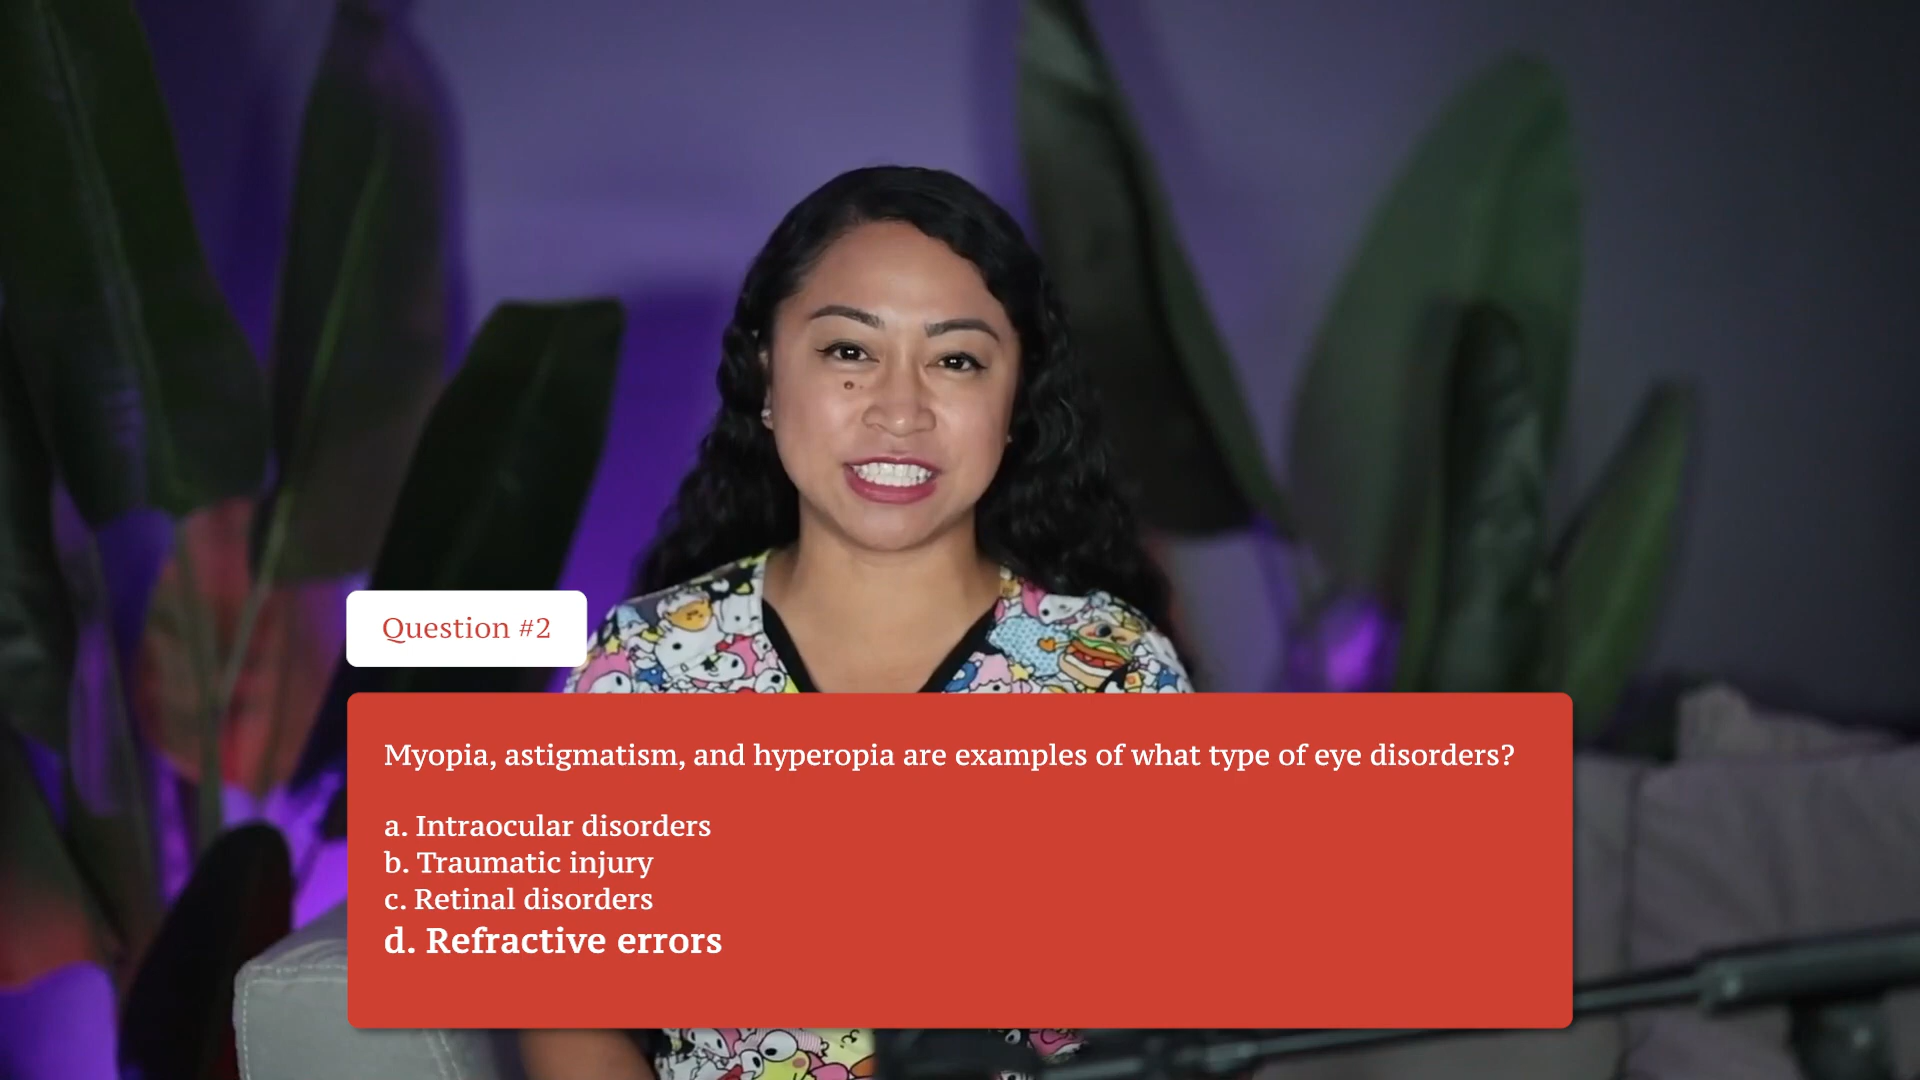 Question #2
Myopia, astigmatism, and hyperopia are examples of what type of eye disorders?
a. Intraocular disorders
b. Traumatic injury
c. Retinal disorders
d. Refractive errors